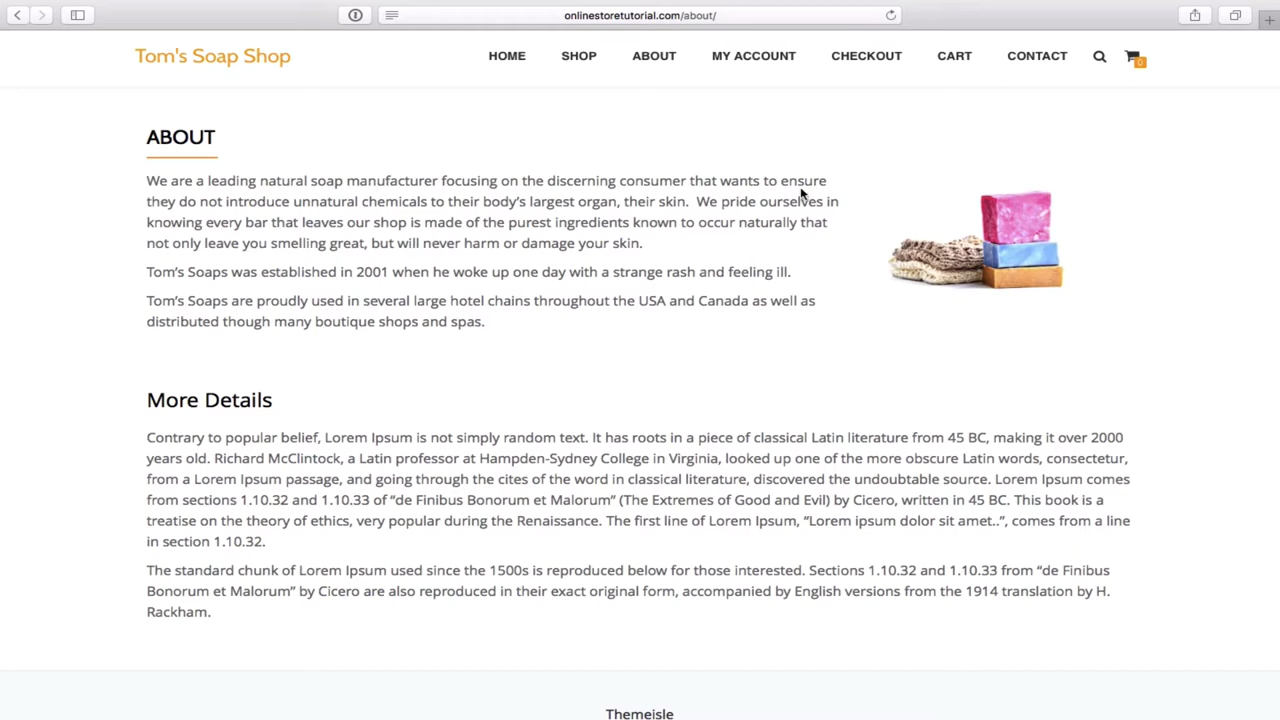 onlinestoretutorial.com/about/
Tom's Soap Shop
HOME
SHOP
ABOUT
MY ACCOUNT
CHECKOUT
CART
CONTACT
0
ABOUT
We are a leading natural soap manufacturer focusing on the discerning consumer that wants to ensure
they do not introduce unnatural chemicals to their body’s largest organ, their skin.  We pride ourselves in
knowing every bar that leaves our shop is made of the purest ingredients known to occur naturally that
not only leave you smelling great, but will never harm or damage your skin.
Tom’s Soaps was established in 2001 when he woke up one day with a strange rash and feeling ill.
Tom’s Soaps are proudly used in several large hotel chains throughout the USA and Canada as well as
distributed though many boutique shops and spas.
More Details
Contrary to popular belief, Lorem Ipsum is not simply random text. It has roots in a piece of classical Latin literature from 45 BC, making it over 2000
years old. Richard McClintock, a Latin professor at Hampden-Sydney College in Virginia, looked up one of the more obscure Latin words, consectetur,
from a Lorem Ipsum passage, and going through the cites of the word in classical literature, discovered the undoubtable source. Lorem Ipsum comes
from sections 1.10.32 and 1.10.33 of “de Finibus Bonorum et Malorum” (The Extremes of Good and Evil) by Cicero, written in 45 BC. This book is a
treatise on the theory of ethics, very popular during the Renaissance. The first line of Lorem Ipsum, “Lorem ipsum dolor sit amet..”, comes from a line
in section 1.10.32.
The standard chunk of Lorem Ipsum used since the 1500s is reproduced below for those interested. Sections 1.10.32 and 1.10.33 from “de Finibus
Bonorum et Malorum” by Cicero are also reproduced in their exact original form, accompanied by English versions from the 1914 translation by H.
Rackham.
Themeisle